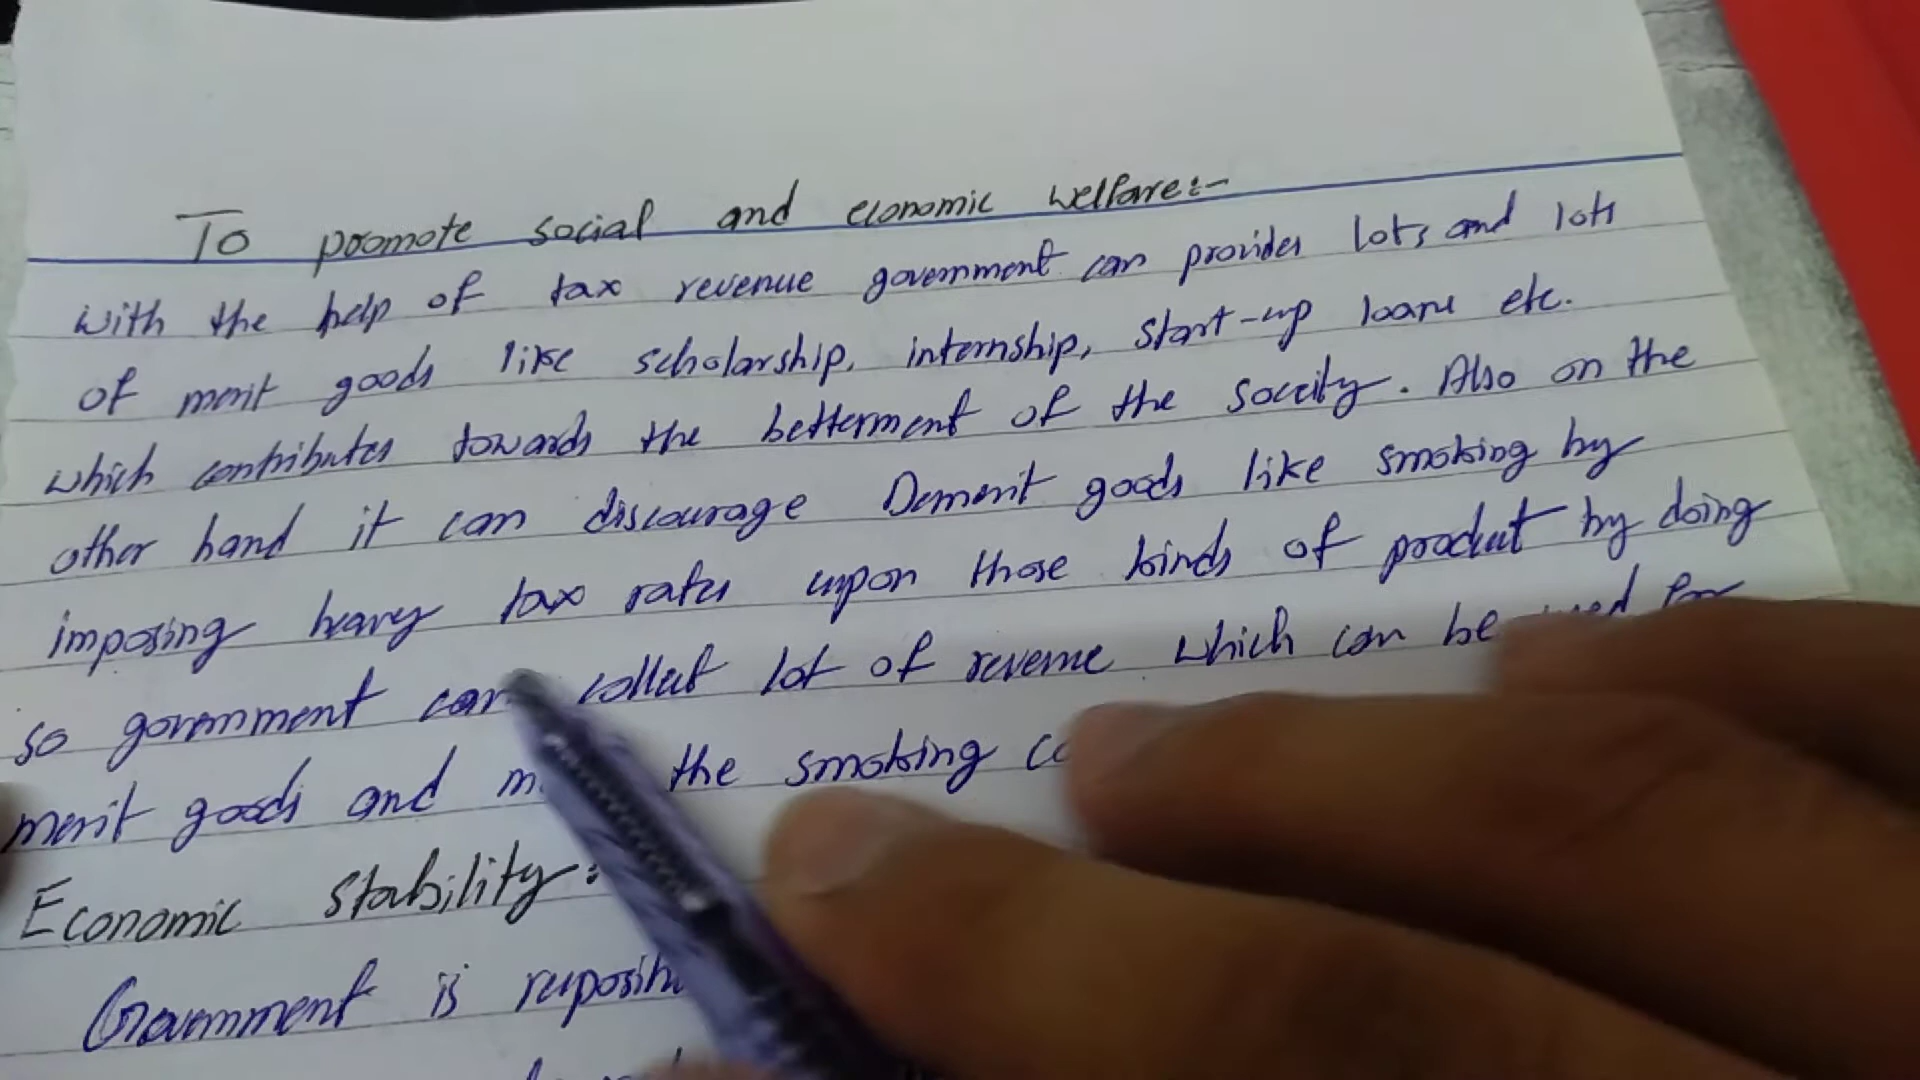 To promote social and economic welfare:-
with the help of tax revenue government can provides lots and lots
of merit goods like scholarship, internship, start-up loans etc.
which contributes towards the betterment of the soceity. Also on the
other hand it can discourage Demerit goods like smoking by
imposing heavy tax rates upon those kinds of product by doing
so government can collect lot of revenue which can be used for
merit goods and the smoking
Economic stability:
Government is